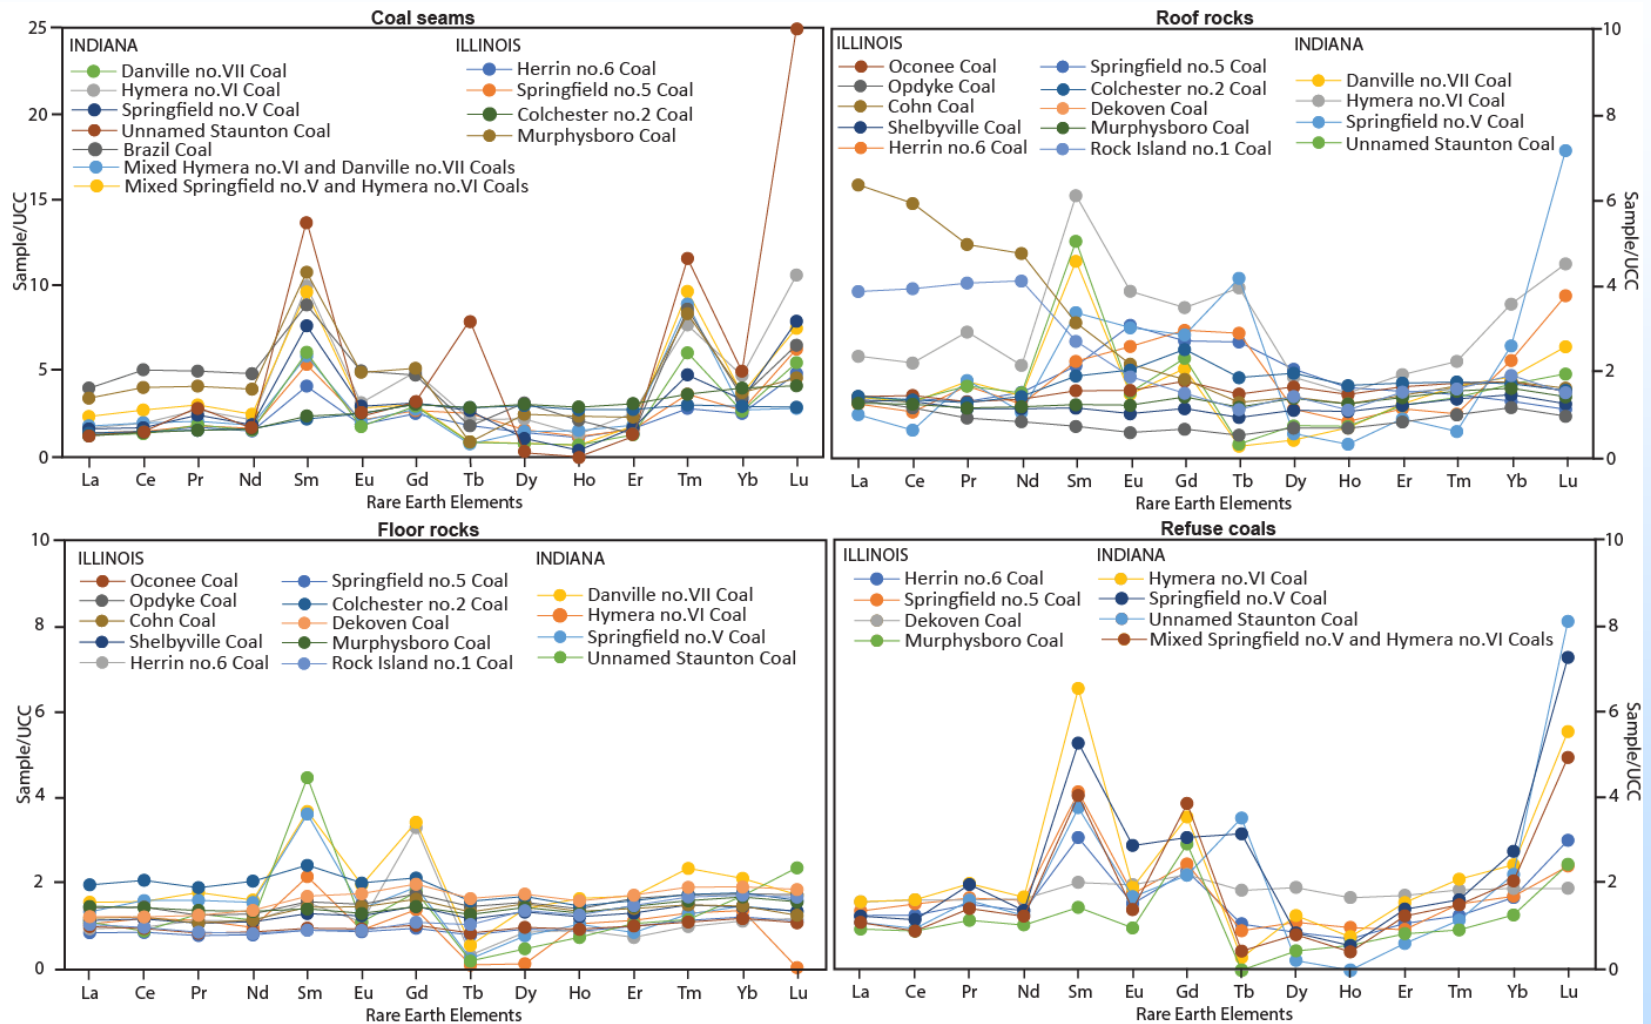 Coal seams
25
20
15
10
5
0
Sample/UCC
INDIANA
Danville no.VII Coal
Hymera no.VI Coal
Springfield no.V Coal
Unnamed Staunton Coal
Brazil Coal
Mixed Hymera no.VI and Danville no.VII Coals
Mixed Springfield no.V and Hymera no.VI Coals
ILLINOIS
Herrin no.6 Coal
Springfield no.5 Coal
Colchester no.2 Coal
Murphysboro Coal
La Ce Pr Nd Sm Eu Gd Tb Dy Ho Er Tm Yb Lu
Rare Earth Elements
Roof rocks
ILLINOIS
Oconee Coal
Opdyke Coal
Cohn Coal
Shelbyville Coal
Herrin no.6 Coal
Springfield no.5 Coal
Colchester no.2 Coal
Dekoven Coal
Murphysboro Coal
Rock Island no.1 Coal
INDIANA
Danville no.VII Coal
Hymera no.VI Coal
Springfield no.V Coal
Unnamed Staunton Coal
10
8
6
4
2
0
Sample/UCC
La Ce Pr Nd Sm Eu Gd Tb Dy Ho Er Tm Yb Lu
Rare Earth Elements
Floor rocks
10
8
6
4
2
0
Sample/UCC
ILLINOIS
Oconee Coal
Opdyke Coal
Cohn Coal
Shelbyville Coal
Herrin no.6 Coal
Springfield no.5 Coal
Colchester no.2 Coal
Dekoven Coal
Murphysboro Coal
Rock Island no.1 Coal
INDIANA
Danville no.VII Coal
Hymera no.VI Coal
Springfield no.V Coal
Unnamed Staunton Coal
La Ce Pr Nd Sm Eu Gd Tb Dy Ho Er Tm Yb Lu
Rare Earth Elements
Refuse coals
ILLINOIS
Herrin no.6 Coal
Springfield no.5 Coal
Dekoven Coal
Murphysboro Coal
INDIANA
Hymera no.VI Coal
Springfield no.V Coal
Unnamed Staunton Coal
Mixed Springfield no.V and Hymera no.VI Coals
10
8
6
4
2
0
Sample/UCC
La Ce Pr Nd Sm Eu Gd Tb Dy Ho Er Tm Yb Lu
Rare Earth Elements